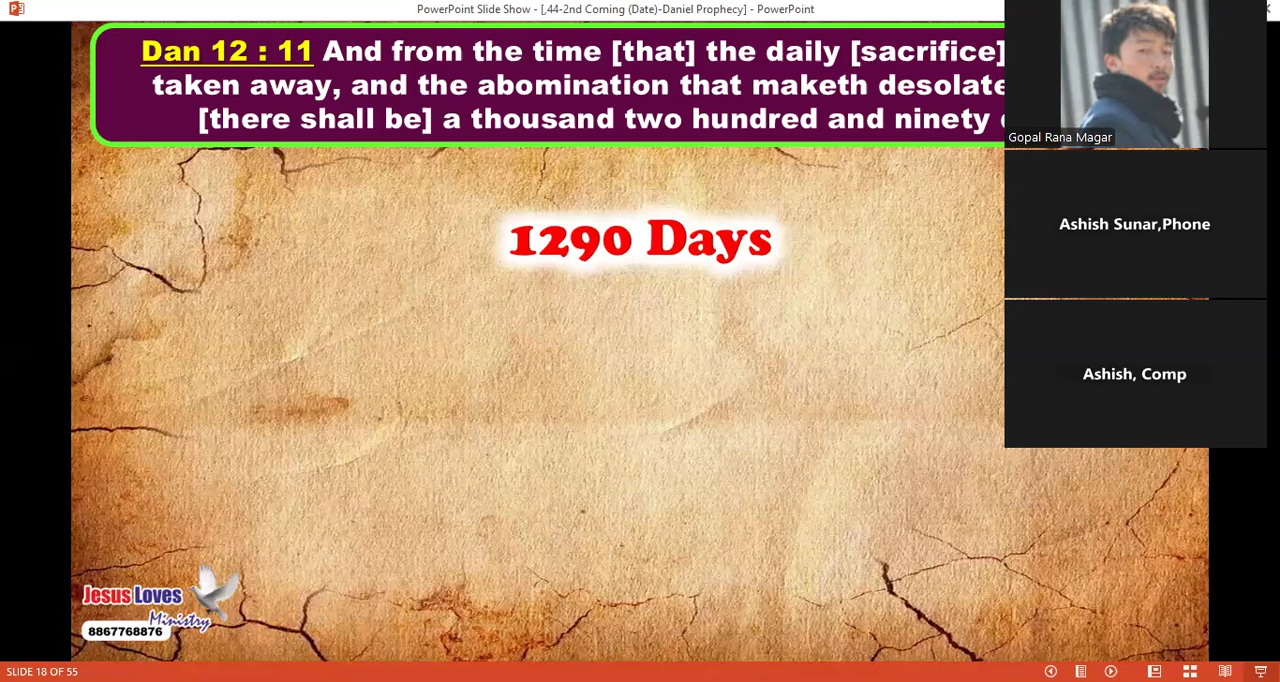 PowerPoint Slide Show - [.44-2nd Coming (Date)-Daniel Prophecy] - PowerPoint
Dan 12 : 11 And from the time [that] the daily [sacrifice]
taken away, and the abomination that maketh desolate
[there shall be] a thousand two hundred and ninety
1290 Days
Gopal Rana Magar
Ashish Sunar,Phone
Ashish, Comp
Jesus Loves
Ministry
8867768876
SLIDE 18 OF 55